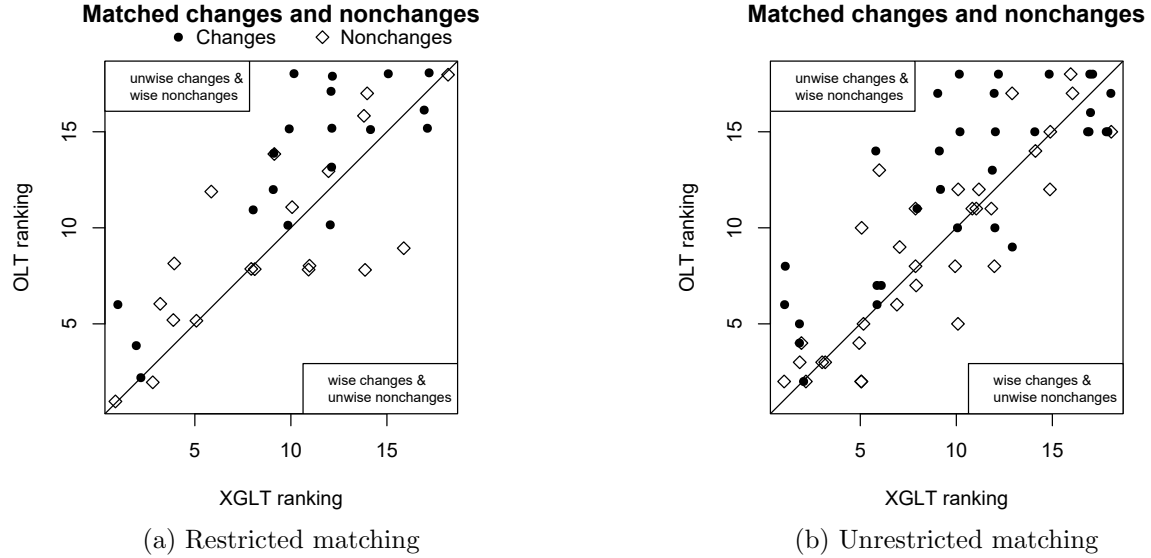 Matched changes and nonchanges
Changes
Nonchanges
unwise changes &
wise nonchanges
15
10
5
OLT ranking
wise changes &
unwise nonchanges
5
10
15
XGLT ranking
(a) Restricted matching
Matched changes and nonchanges
unwise changes &
wise nonchanges
15
10
5
OLT ranking
wise changes &
unwise nonchanges
5
10
15
XGLT ranking
(b) Unrestricted matching